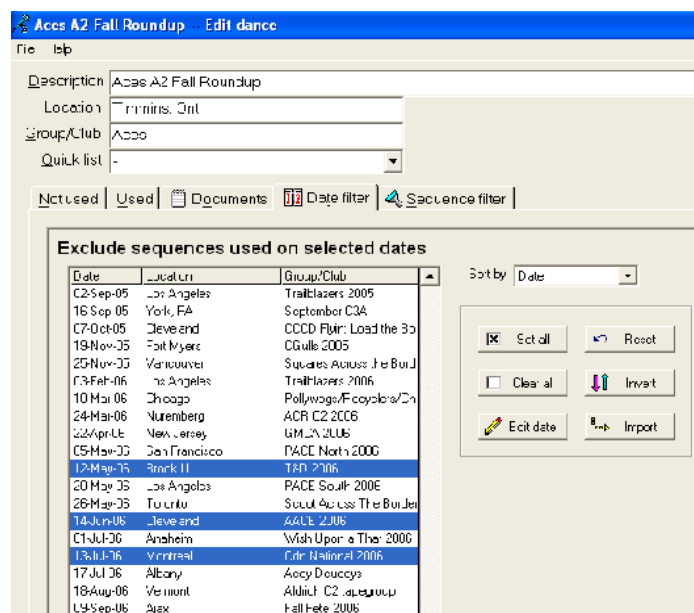 Aces A2 Fall Roundup - Edit dance
File Help
Description Aces A2 Fall Roundup
Location Timmins, Ont
Group/Club Aces
Quick list -
Not used Used Documents Date filter Sequence filter
Exclude sequences used on selected dates
Sort by Date
Date Location Group/Club
02-Sep-05 Los Angeles Trailblazers 2005
16-Sep-05 York, PA September C3A
07-Oct-05 Cleveland CCCD Flyin: Load the Bo
19-Nov-05 Fort Myers CGulls 2005
25-Nov-05 Vancouver Squares Across the Bord
03-Feb-06 Los Angeles Trailblazers 2006
10-Mar-06 Chicago Pollywogs/Recyclers/Ch
24-Mar-06 Nuremberg ACR C2 2006
22-Apr-06 New Jersey GMCA 2006
05-May-06 San Francisco PACE North 2006
12-May-06 T&D 2006
20-May-06 Los Angeles PACE South 2006
26-May-06 Toronto Scoot Across The Border
14-Jun-06 Cleveland AACE 2006
01-Jul-06 Anaheim Wish Upon a Thar 2006
13-Jul-06 Montreal Cdn National 2006
17-Jul-06 Albany Acey Deuceys
18-Aug-06 Vermont Aldrich C2 tapegroup
09-Sep-06 Ajax Fall Fete 2006
Set all Reset
Clear all Invert
Edit date Import